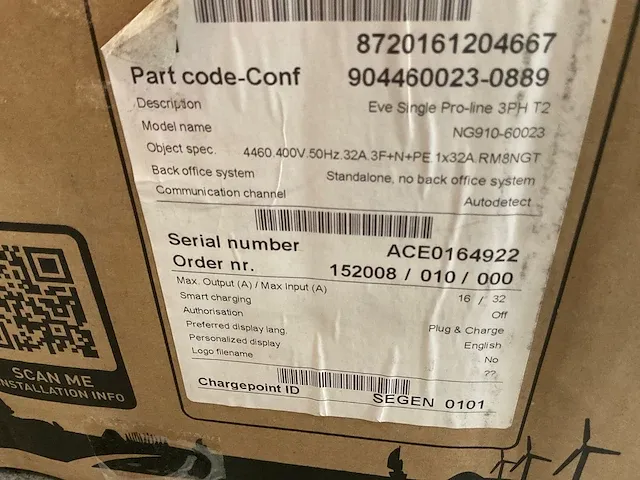 8720161204667
Part code-Conf 904460023-0889
Description Eve Single Pro-line 3PH T2
Model name NG910-60023
Object spec. 4460.400V.50Hz.32A.3F+N+PE.1x32A.RM8NGT
Back office system Standalone, no back office system
Communication channel Autodetect
Serial number ACE0164922
Order nr. 152008 / 010 / 000
Max. Output (A) / Max Input (A) 16 / 32
Smart charging Off
Authorisation Plug & Charge
Preferred display lang. English
Personalized display No
Logo filename ??
Chargepoint ID SEGEN 0101
SCAN ME
INSTALLATION INFO